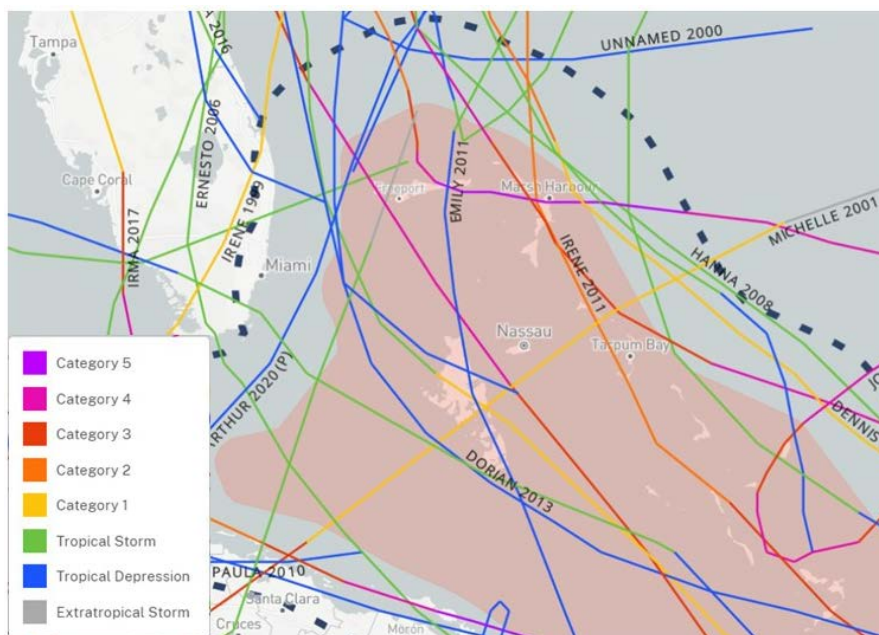 UNNAMED 2000
2016
Tampa
ERNESTO 2006
Cape Coral
IRENE 1999
IRMA 2017
Miami
Freeport
EMILY 2011
Marsh Harbour
MICHELLE 2001
HANNA 2008
IRENE 2011
Nassau
Tarpum Bay
ARTHUR 2020 (P)
DENNIS
DORIAN 2013
Category 5
Category 4
Category 3
Category 2
Category 1
Tropical Storm
Tropical Depression
Extratropical Storm
PAULA 2010
Santa Clara
Cruces
Morón